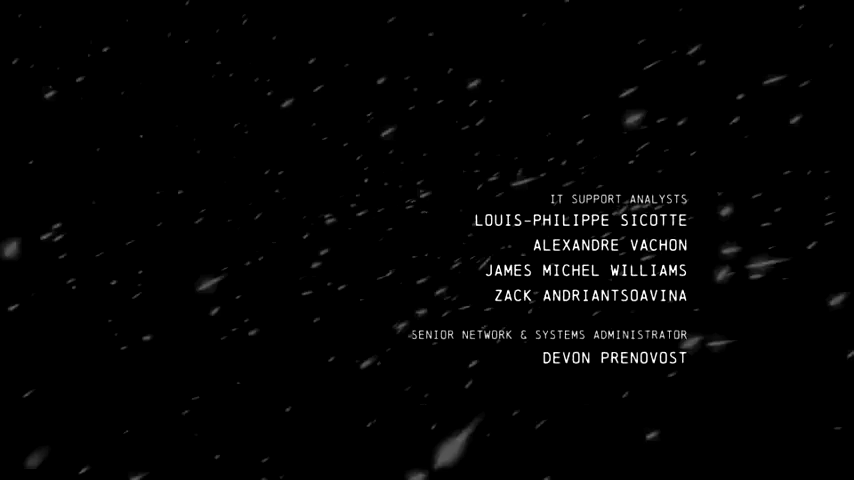 IT SUPPORT ANALYSTS
LOUIS-PHILIPPE SICOTTE
ALEXANDRE VACHON
JAMES MICHEL WILLIAMS
ZACK ANDRIANTSOAVINA
SENIOR NETWORK & SYSTEMS ADMINISTRATOR
DEVON PRENOVOST